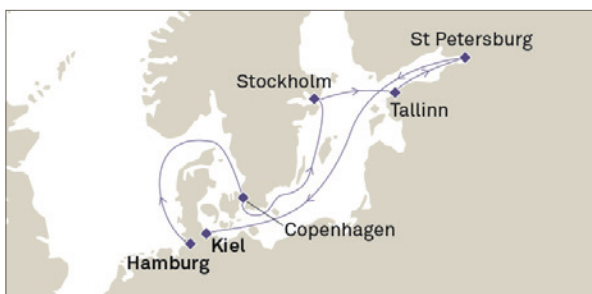 St Petersburg
Stockholm
Tallinn
Copenhagen
Kiel
Hamburg